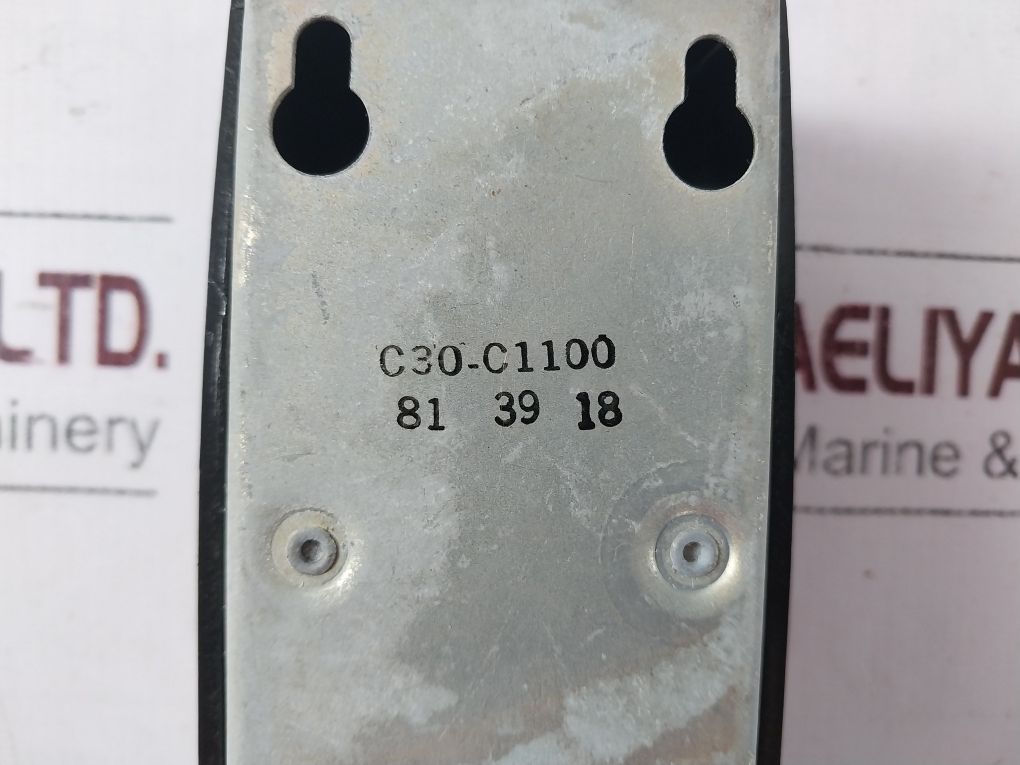 C30-C1100
81 39 18
LTD.
inery
AELIYA
Marine &